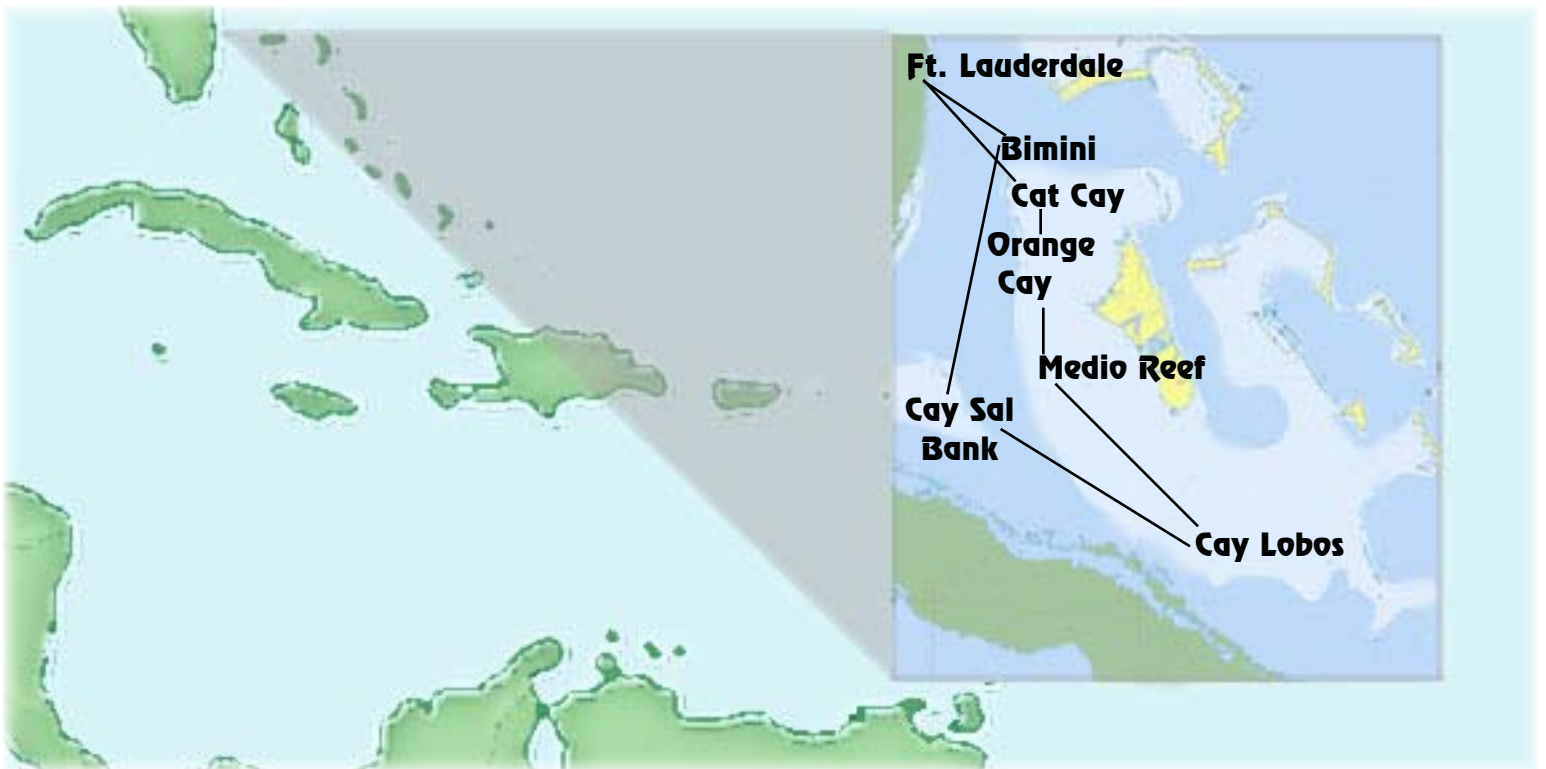 Ft. Lauderdale
Bimini
Cat Cay
Orange
Cay
Medio Reef
Cay Sal
Bank
Cay Lobos